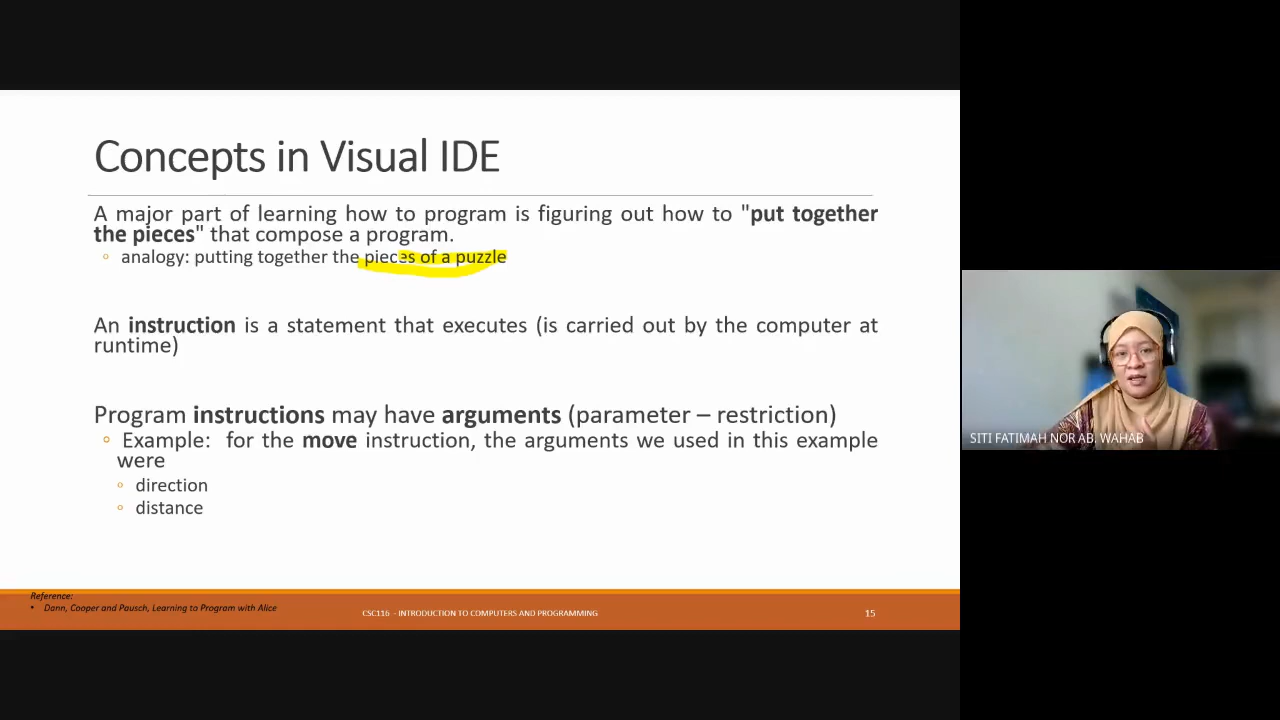 Concepts in Visual IDE
A major part of learning how to program is figuring out how to "put together
the pieces" that compose a program.
◦ analogy: putting together the pieces of a puzzle
An instruction is a statement that executes (is carried out by the computer at
runtime)
Program instructions may have arguments (parameter – restriction)
◦ Example: for the move instruction, the arguments we used in this example
were
◦ direction
◦ distance
Reference:
• Dann, Cooper and Pausch, Learning to Program with Alice
CSC116 - INTRODUCTION TO COMPUTERS AND PROGRAMMING
15
SITI FATIMAH NOR AB. WAHAB